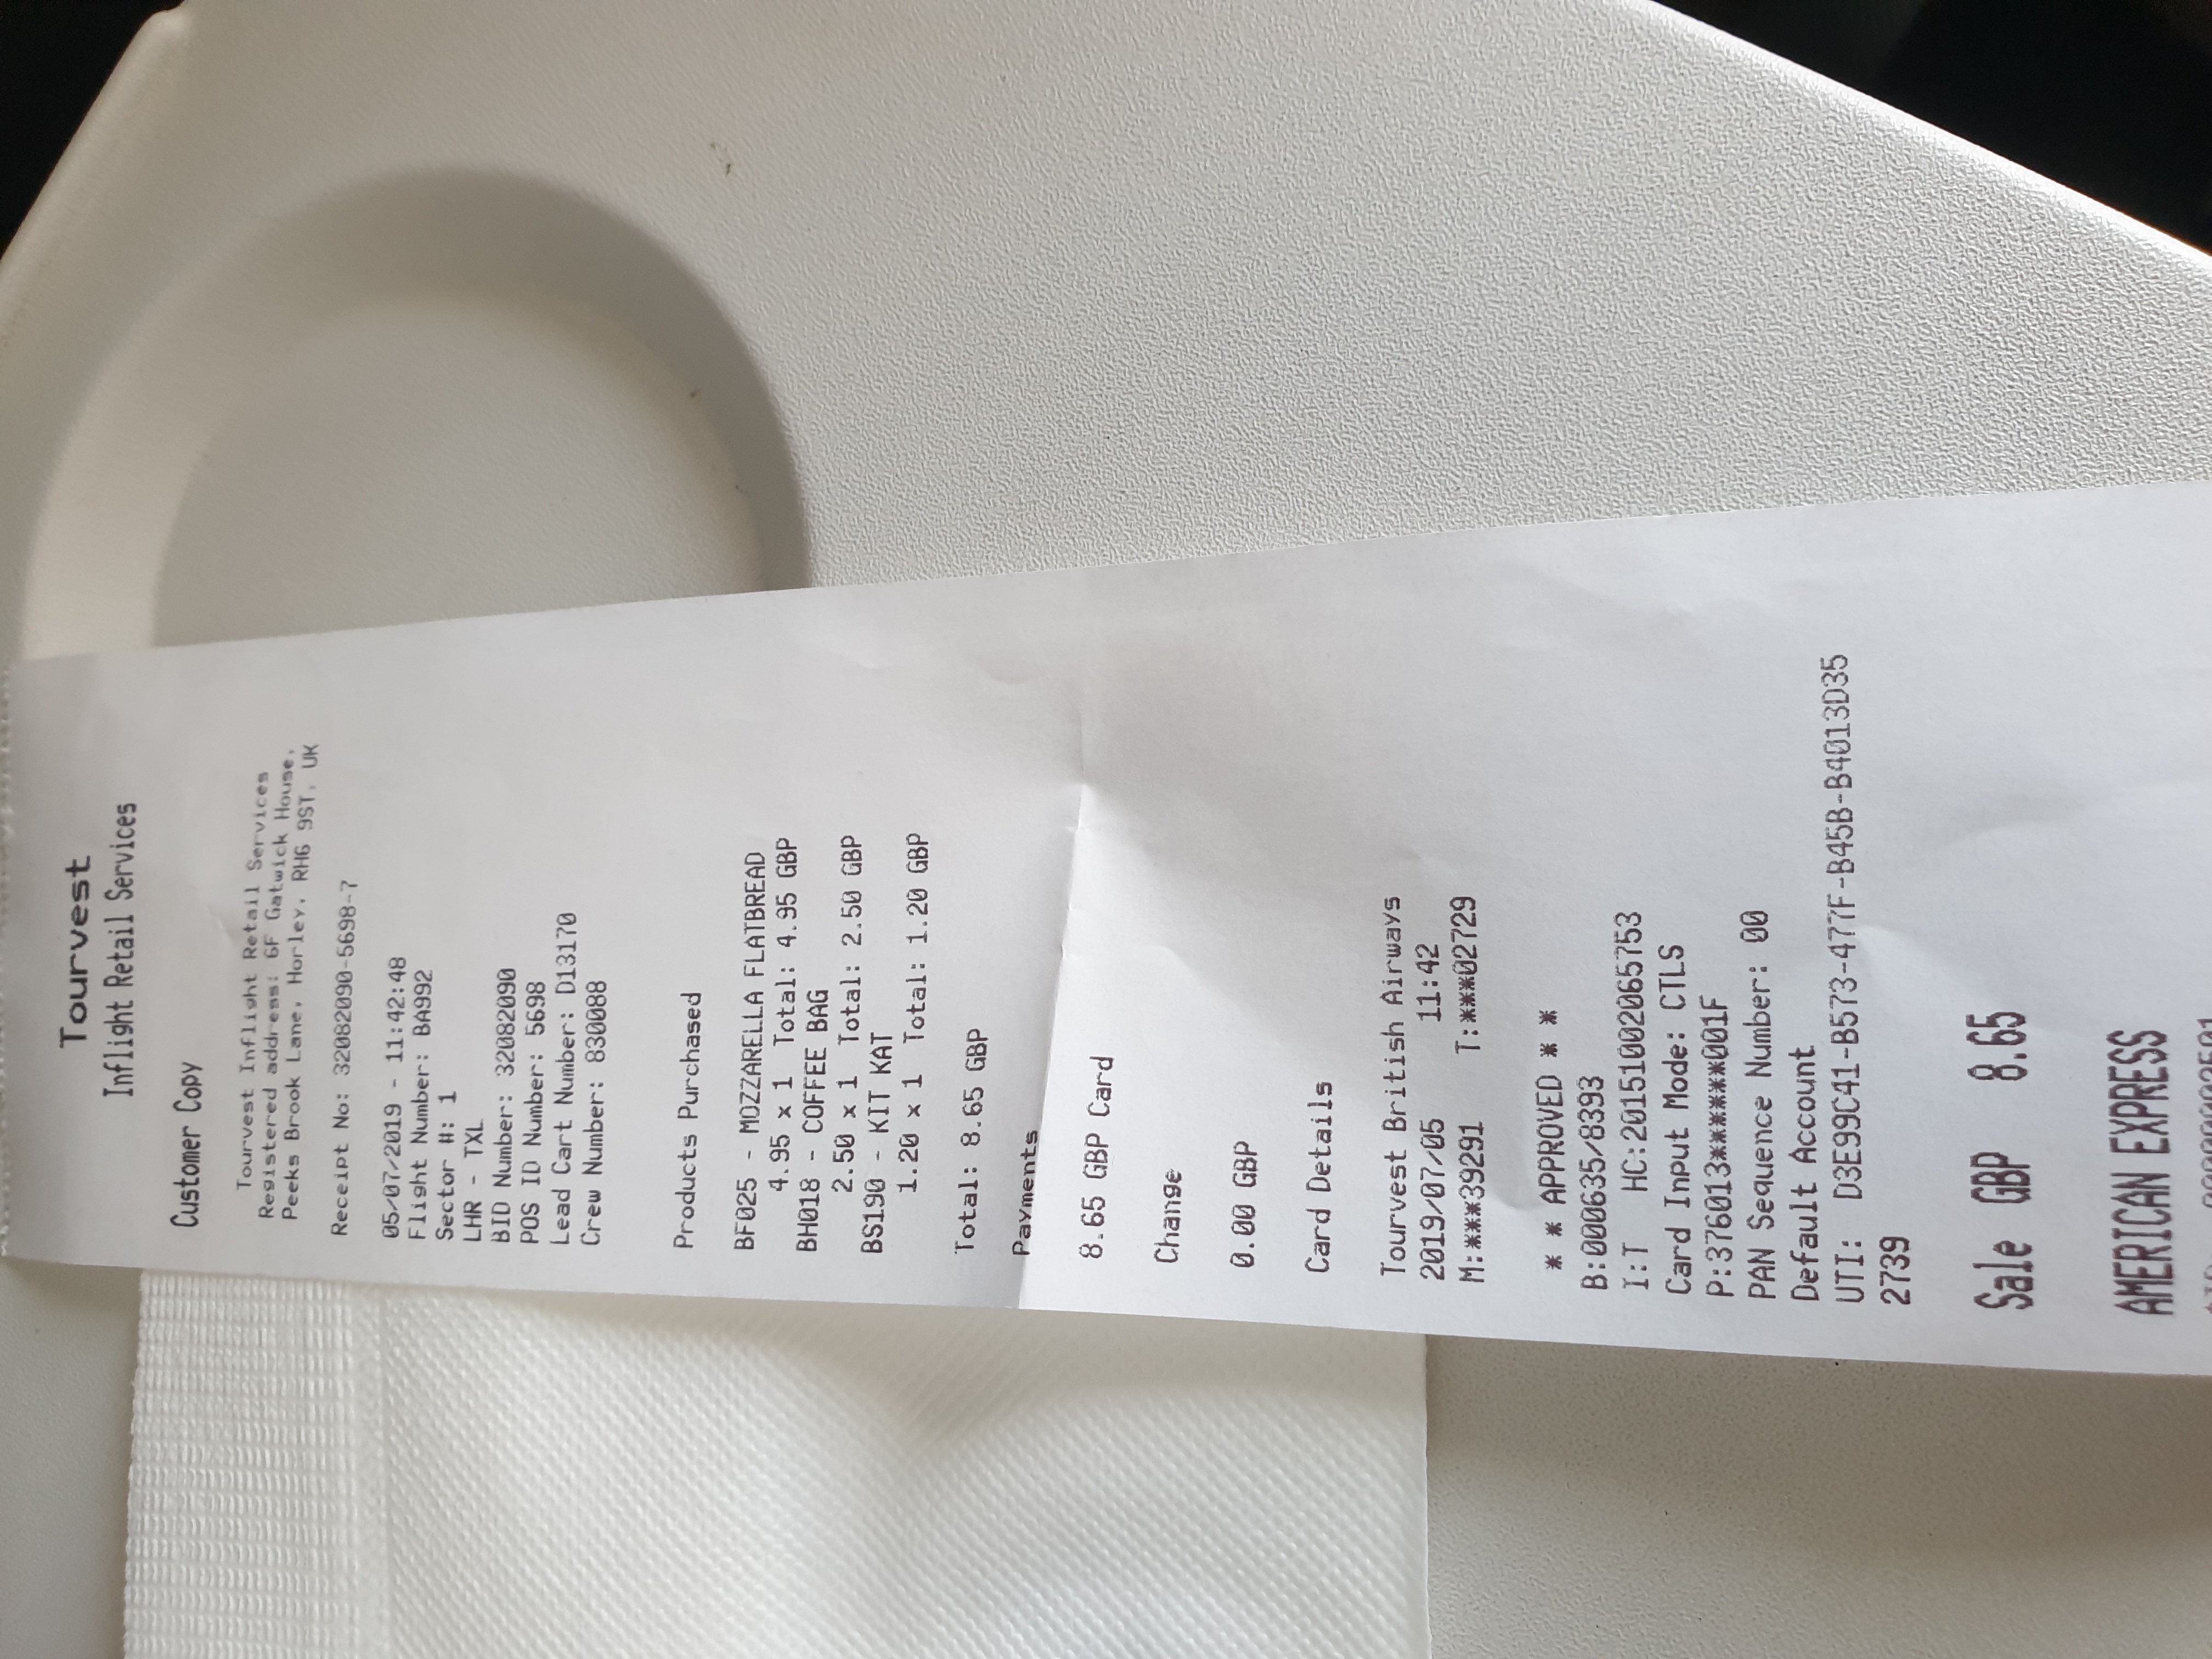 Tourvest
Inflight Retail Services
Customer Copy
Tourvest Inflight Retail Services
Registered address: 6F Gatwick House,
Peeks Brook Lane, Horley, RH6 9ST, UK
Receipt No: 32082090-5698-7
05/07/2019 - 11:42:48
Flight Number: BA992
Sector #: 1
LHR - TXL
BID Number: 32082090
POS ID Number: 5698
Lead Cart Number: D13170
Crew Number: 830088
Products Purchased
BF025 - MOZZARELLA FLATBREAD
4.95 x 1 Total: 4.95 GBP
BH018 - COFFEE BAG
2.50 x 1 Total: 2.50 GBP
BS190 - KIT KAT
1.20 x 1 Total: 1.20 GBP
Total: 8.65 GBP
Payments
8.65 GBP Card
Change
0.00 GBP
Card Details
Tourvest British Airways
2019/07/05 11:42
M:***39291 T:***02729
* * APPROVED * *
B:000635/8393
I:T HC:20151002065753
Card Input Mode: CTLS
P:376013******001F
PAN Sequence Number: 00
Default Account
UTI: D3E99C41-B573-477F-B45B-B4013D35
2739
Sale GBP 8.65
AMERICAN EXPRESS